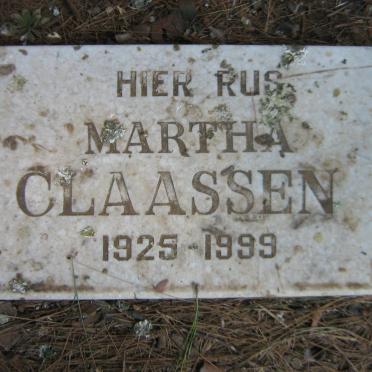 HIER RUS
MARTHA
CLAASSEN
1925 - 1999